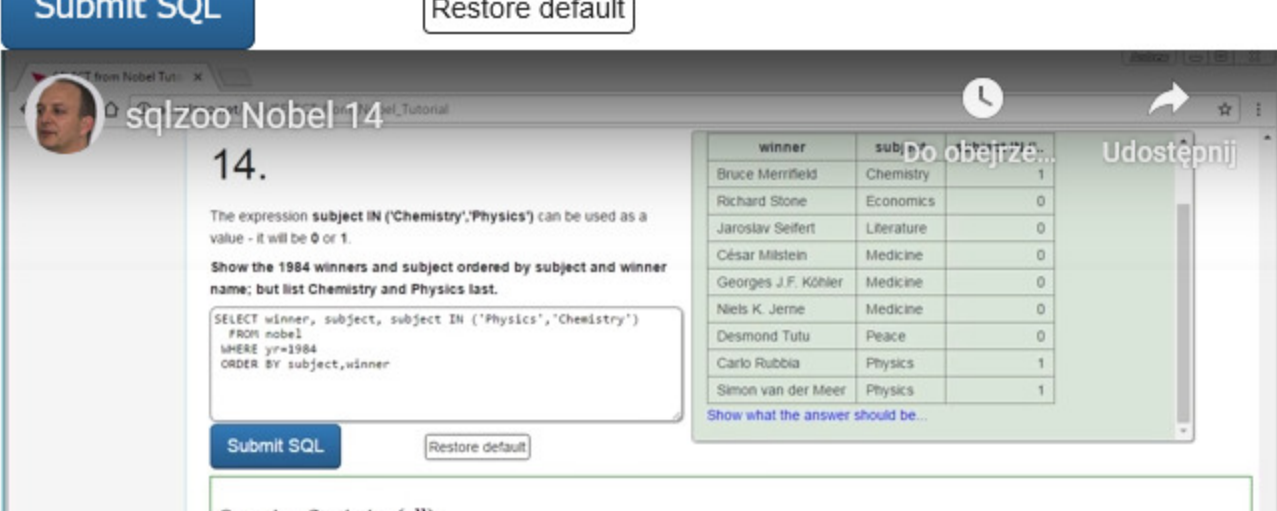 Submit SQL
Restore default
from Nobel Tut
sqlzoo Nobel 14
el_Tutorial
Do obejrze...
Udostępnij
14.
The expression subject IN ('Chemistry','Physics') can be used as a
value - it will be 0 or 1.
Show the 1984 winners and subject ordered by subject and winner
name; but list Chemistry and Physics last.
SELECT winner, subject, subject IN ('Physics','Chemistry')
FROM nobel
WHERE yr=1984
ORDER BY subject,winner
Submit SQL
Restore default
winner
Bruce Merrifield Chemistry 1
Richard Stone Economics 0
Jaroslav Seifert Literature 0
César Milstein Medicine 0
Georges J.F. Köhler Medicine 0
Niels K. Jerne Medicine 0
Desmond Tutu Peace 0
Carlo Rubbia Physics 1
Simon van der Meer Physics 1
Show what the answer should be...